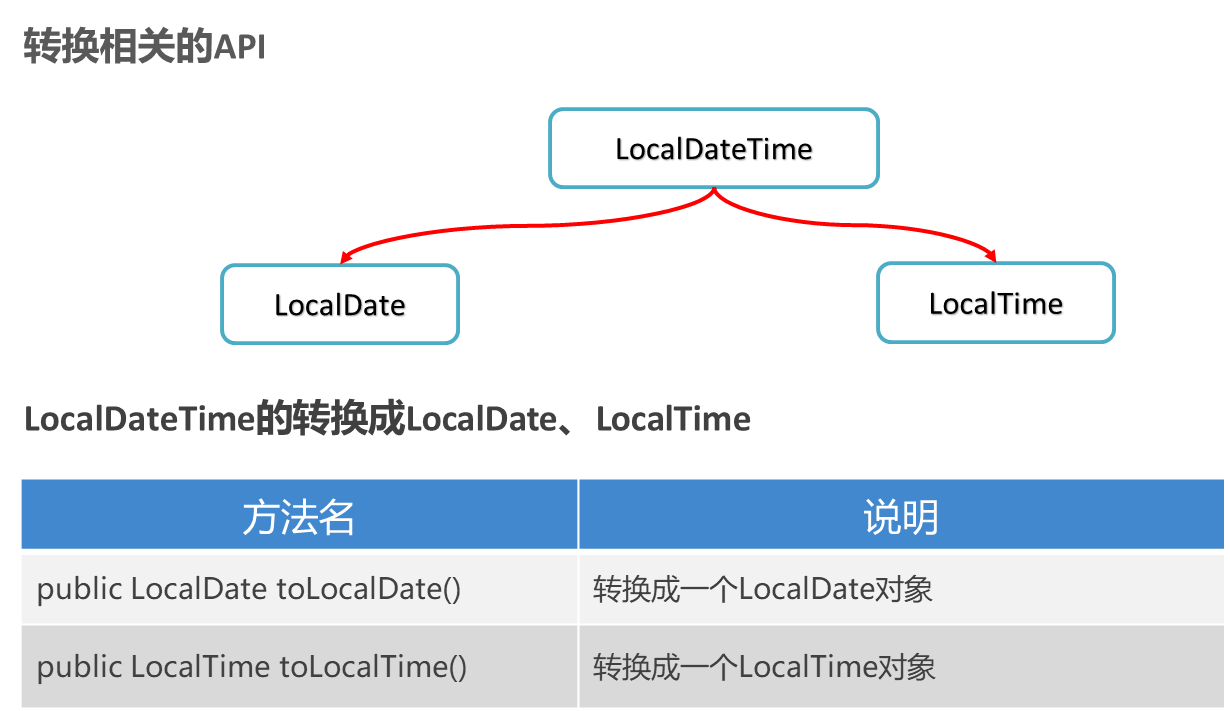 转换相关的API
LocalDateTime
LocalDate
LocalTime
LocalDateTime的转换成LocalDate、LocalTime
方法名 说明
public LocalDate toLocalDate() 转换成一个LocalDate对象
public LocalTime toLocalTime() 转换成一个LocalTime对象